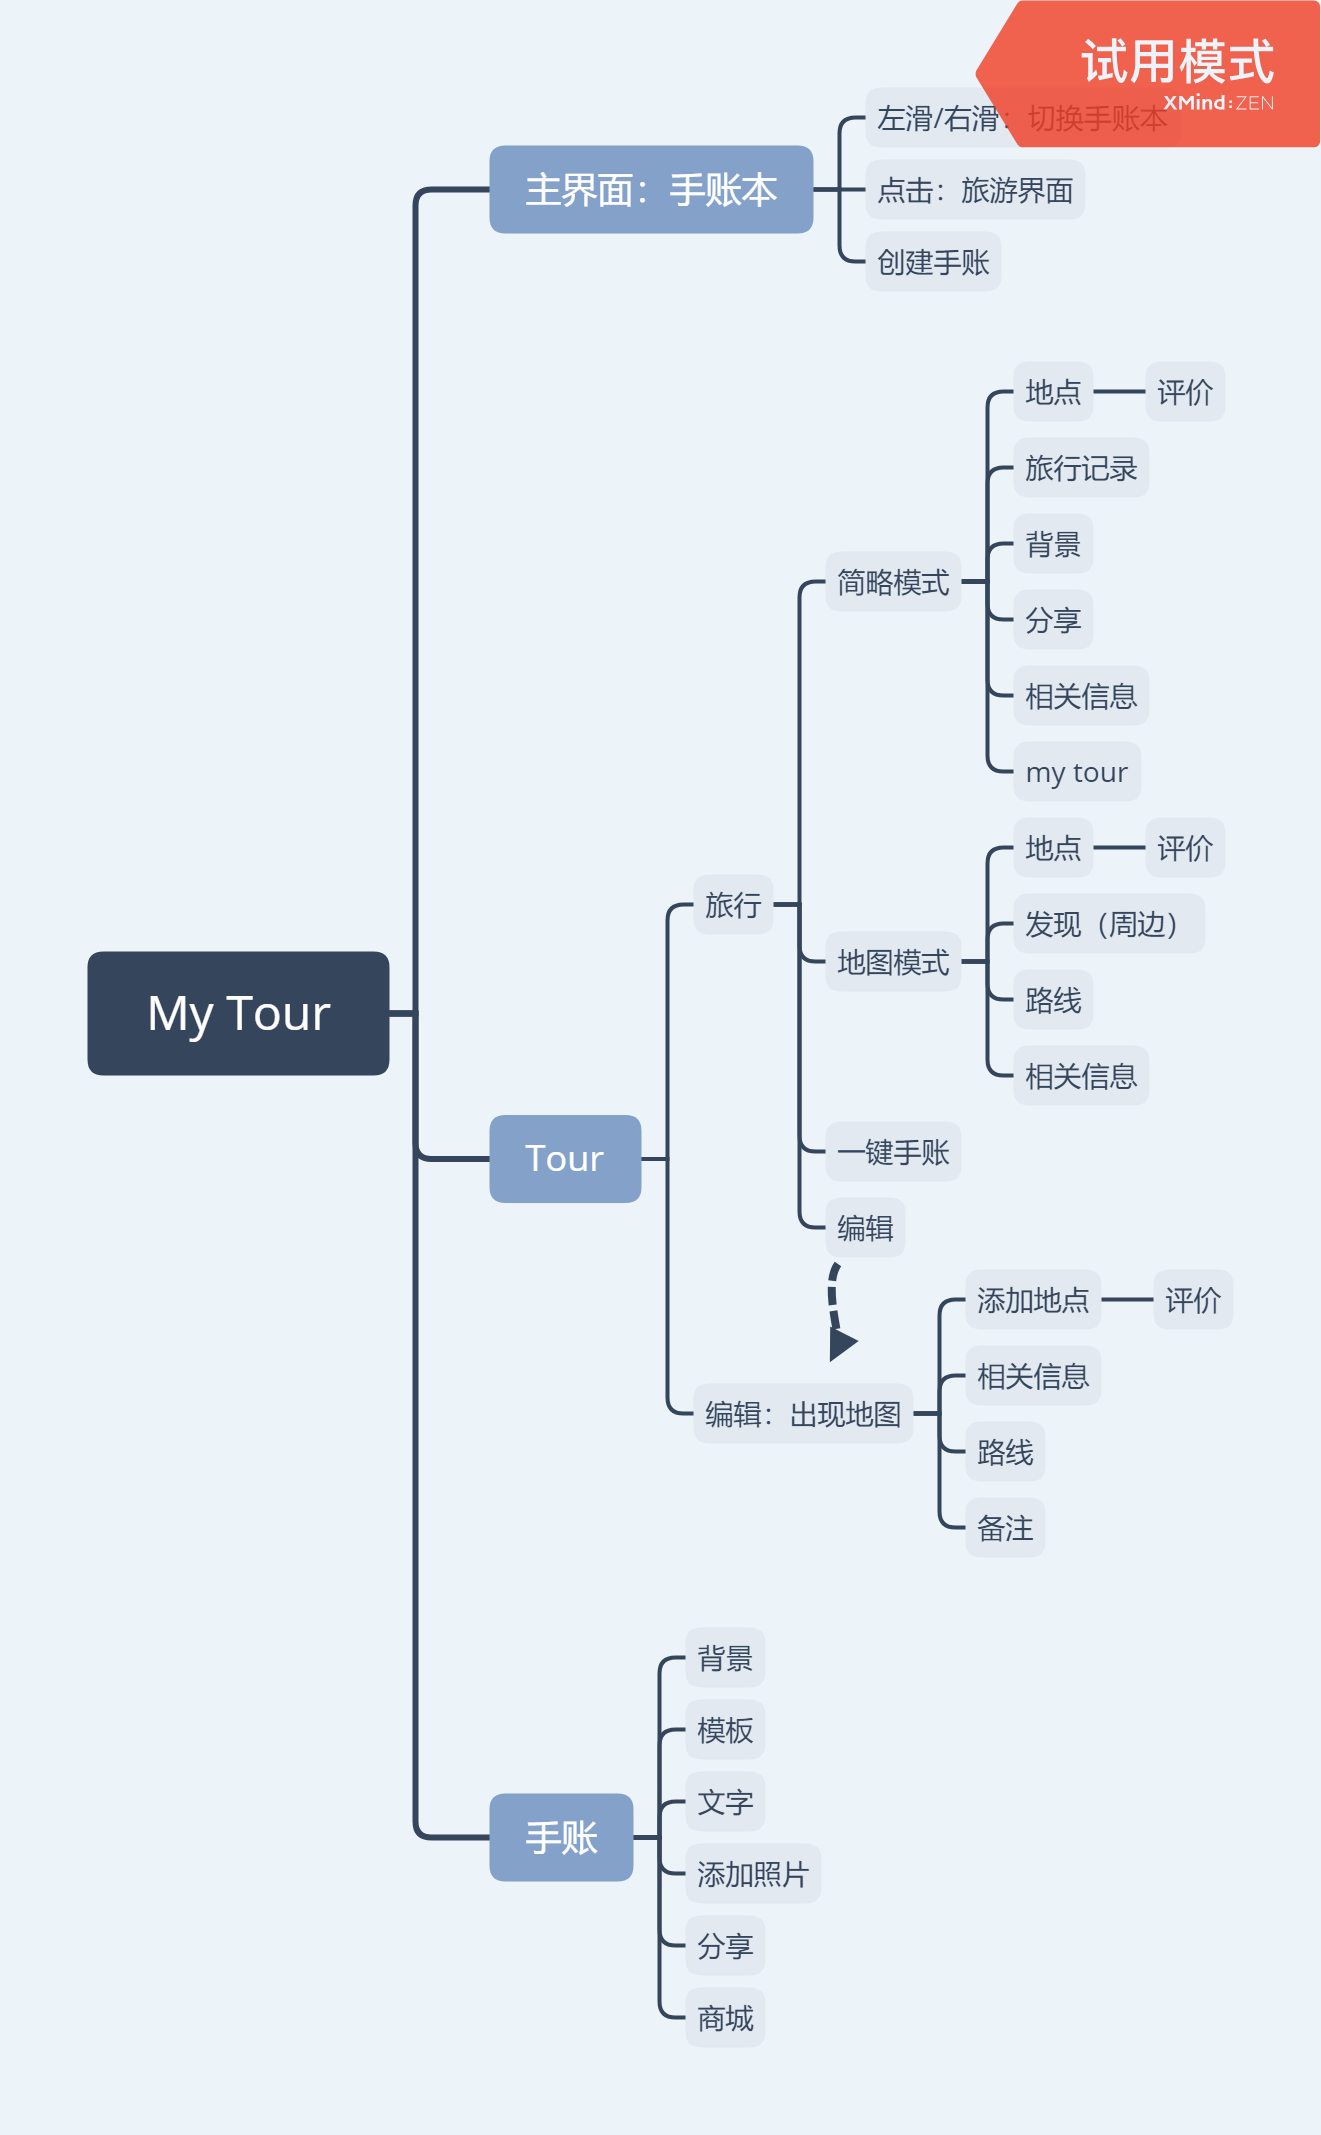 试用模式
XMind:ZEN
左滑/右滑：切换手账本
主界面：手账本
点击：旅游界面
创建手账
地点
评价
旅行记录
背景
简略模式
分享
相关信息
my tour
地点
评价
旅行
发现（周边）
地图模式
路线
My Tour
相关信息
一键手账
Tour
编辑
添加地点
评价
相关信息
编辑：出现地图
路线
备注
背景
模板
文字
手账
添加照片
分享
商城